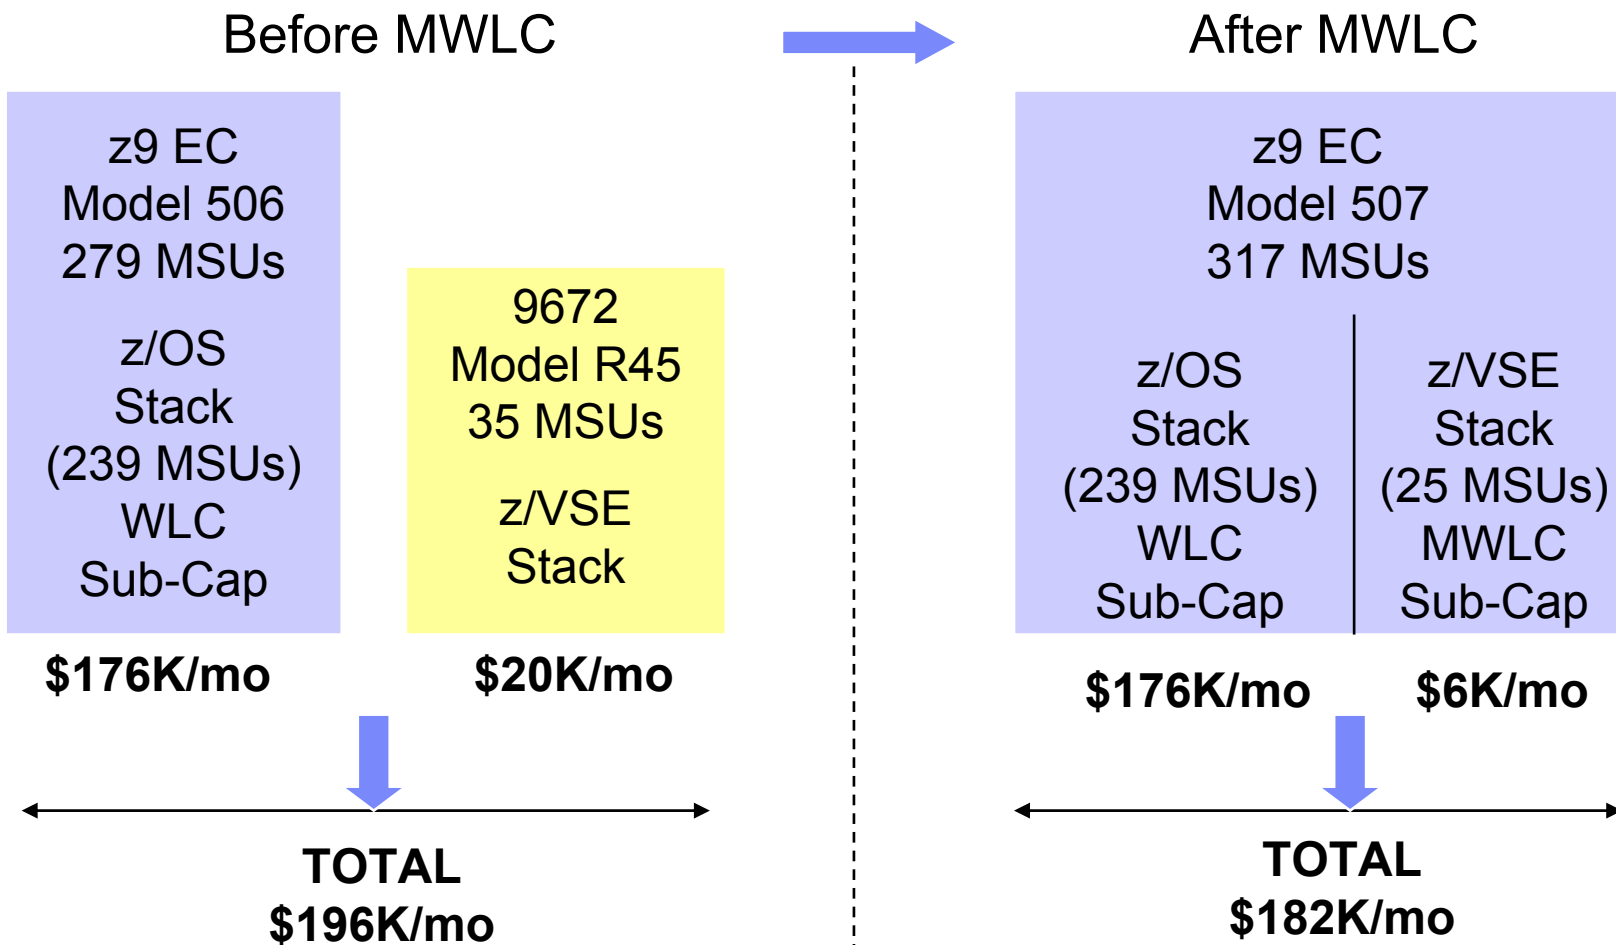 Before MWLC
After MWLC
z9 EC
Model 506
279 MSUs
z/OS
Stack
(239 MSUs)
WLC
Sub-Cap
9672
Model R45
35 MSUs
z/VSE
Stack
$176K/mo
$20K/mo
TOTAL
$196K/mo
z9 EC
Model 507
317 MSUs
z/OS
Stack
(239 MSUs)
WLC
Sub-Cap
z/VSE
Stack
(25 MSUs)
MWLC
Sub-Cap
$176K/mo
$6K/mo
TOTAL
$182K/mo